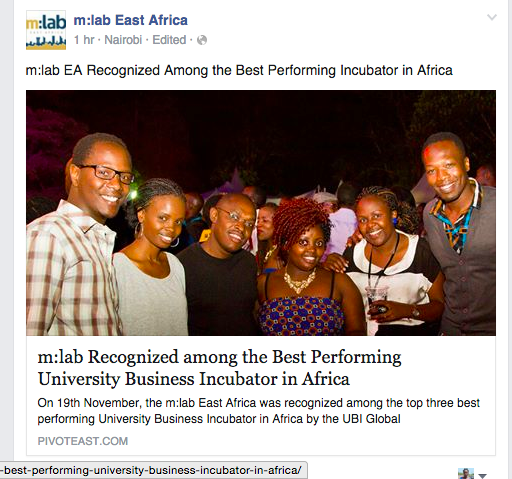 m:lab
m:lab East Africa
1 hr · Nairobi · Edited ·
m:lab EA Recognized Among the Best Performing Incubator in Africa
m:lab Recognized among the Best Performing
University Business Incubator in Africa
On 19th November, the m:lab East Africa was recognized among the top three best
performing University Business Incubator in Africa by the UBI Global
PIVOTEAST.COM
-best-performing-university-business-incubator-in-africa/